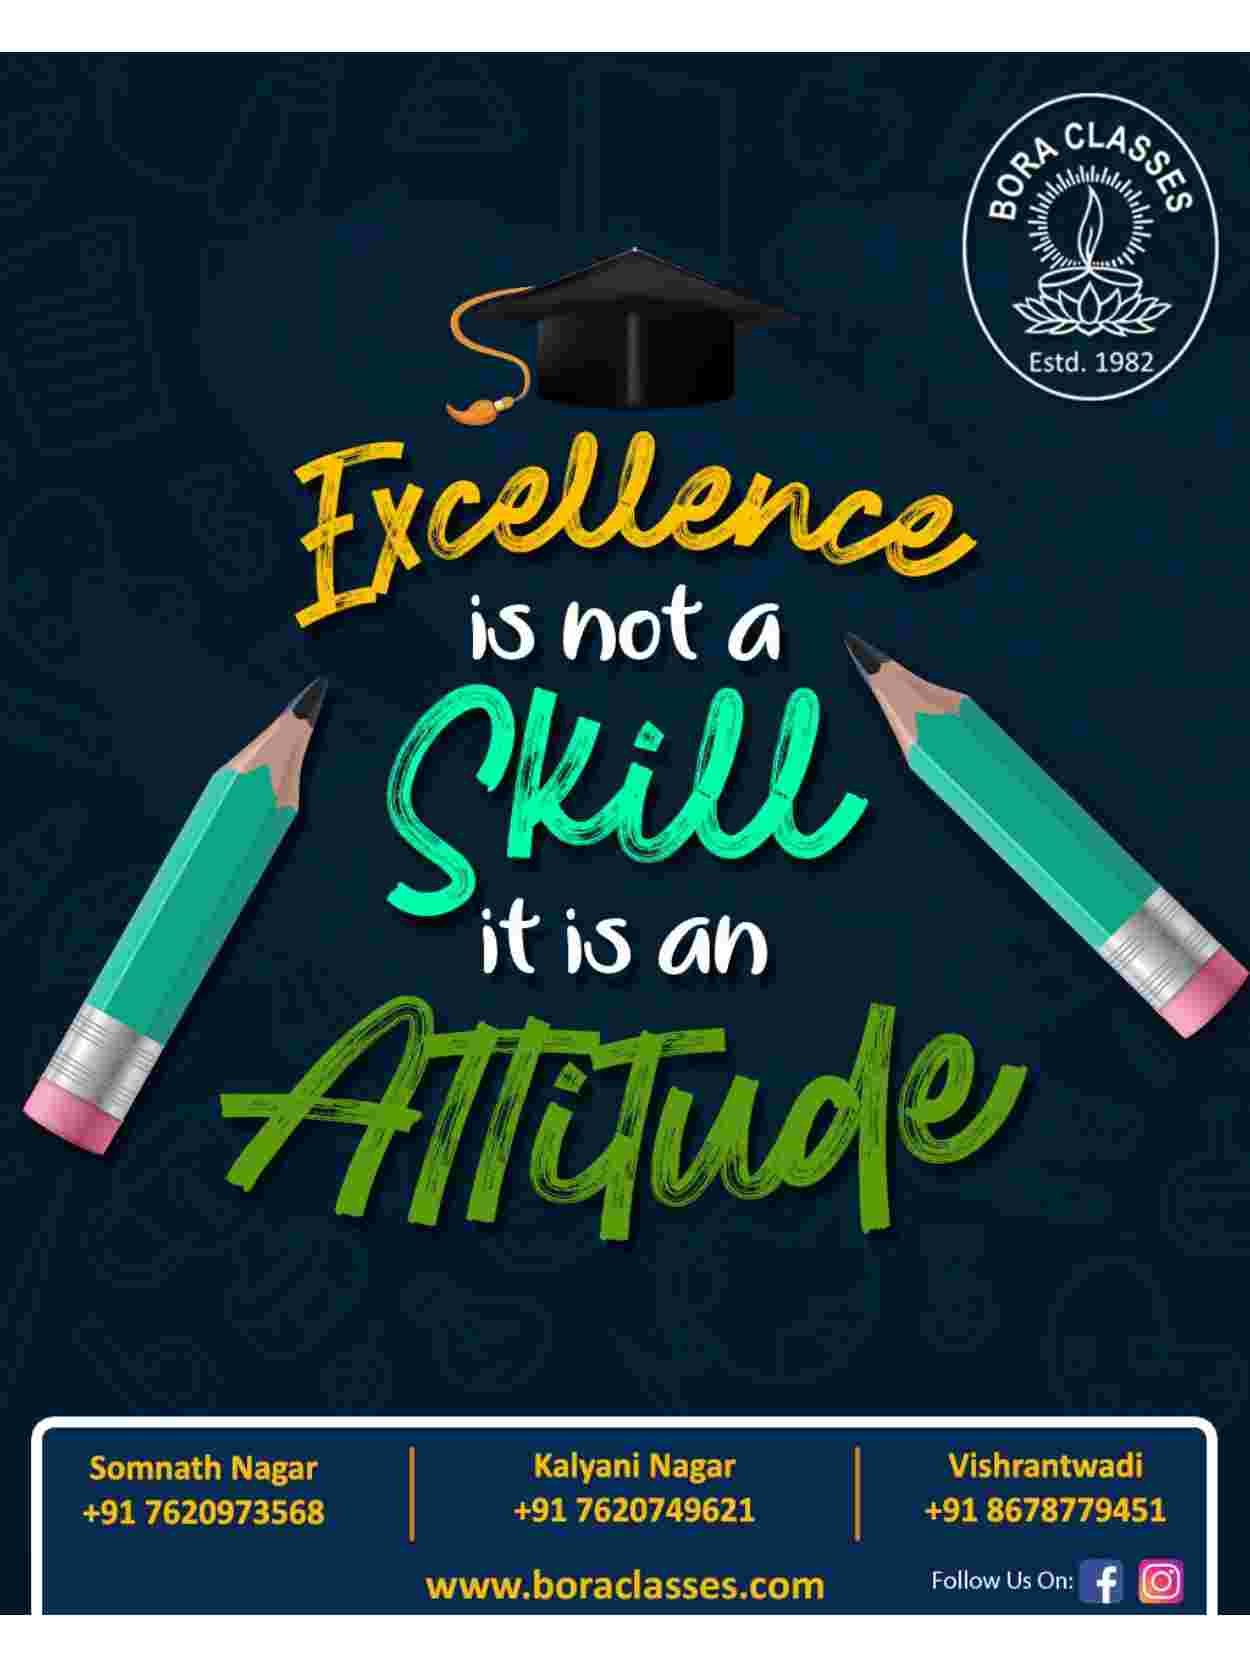 BORA CLASSES
Estd. 1982
Excellence
is not a
Skill
it is an
Attitude
Somnath Nagar
+91 7620973568
Kalyani Nagar
+91 7620749621
Vishrantwadi
+91 8678779451
www.boraclasses.com
Follow Us On: